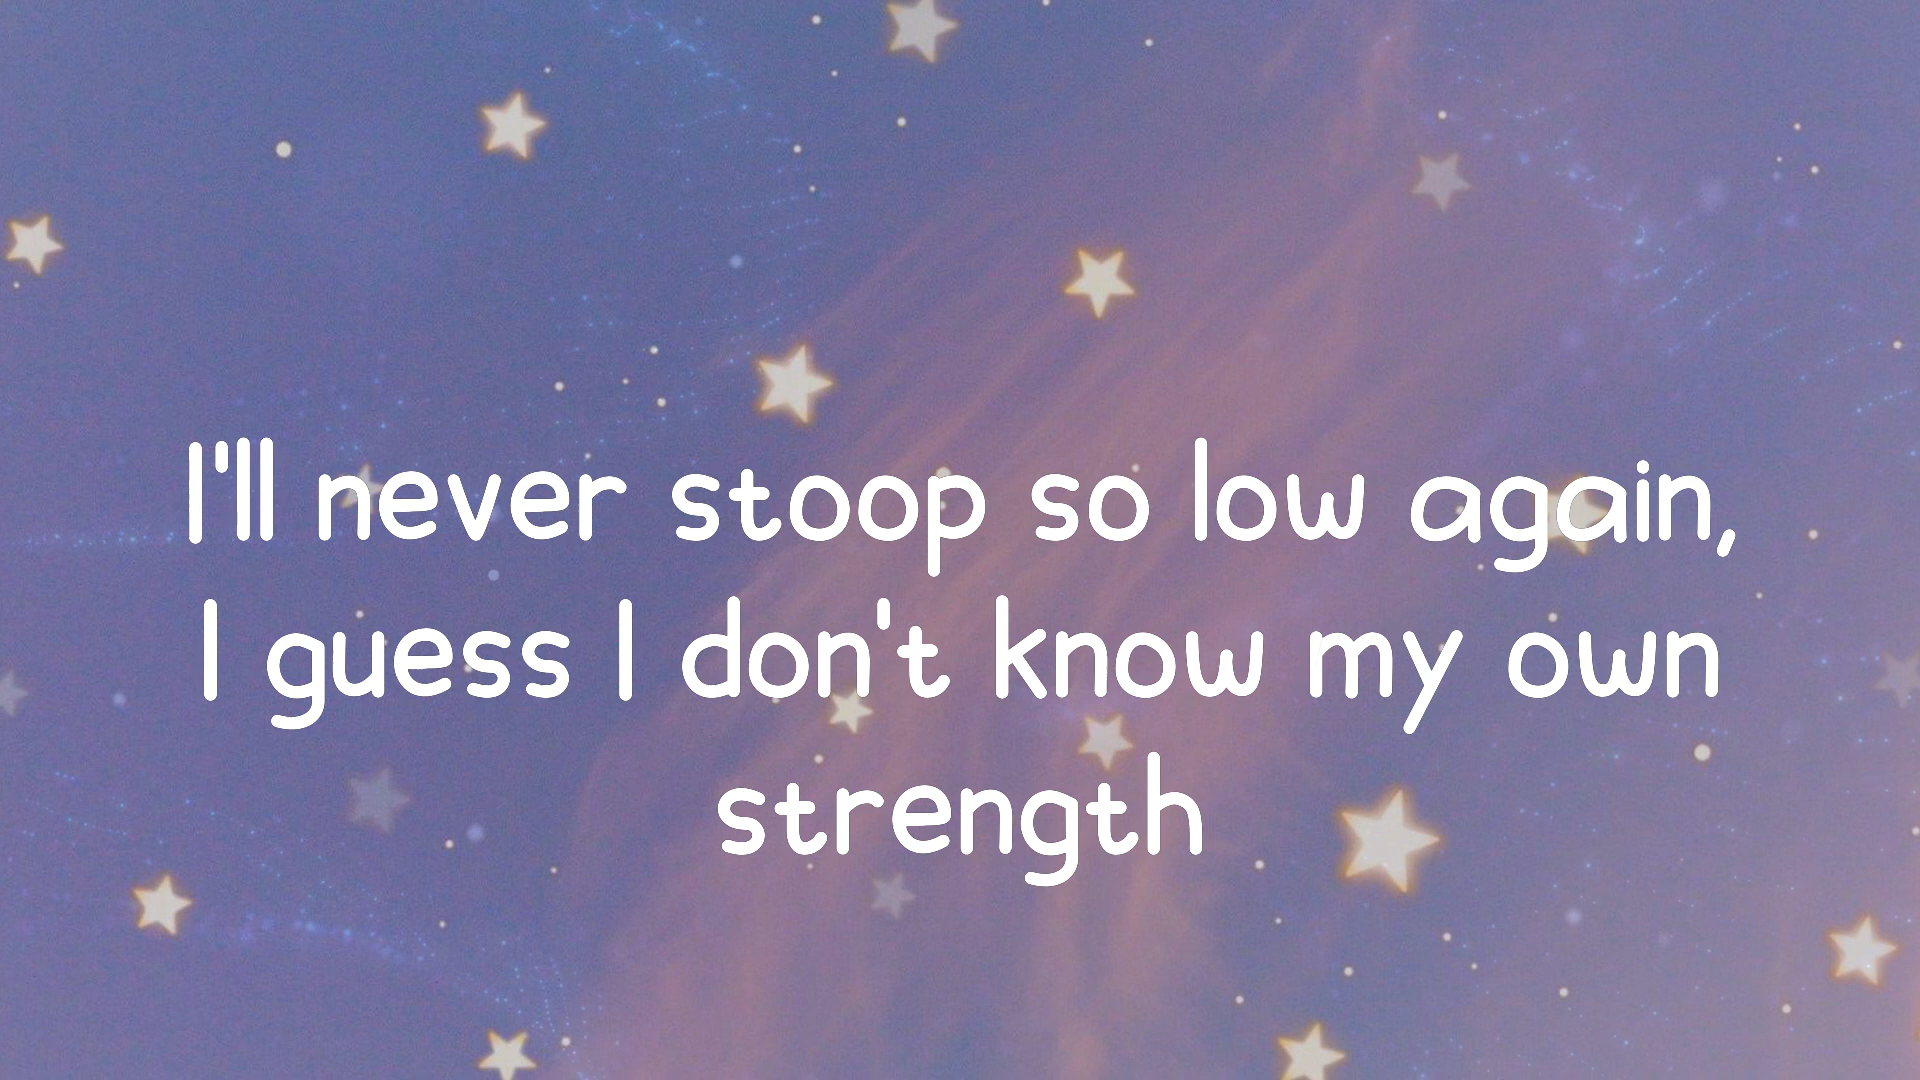 I'll never stoop so low again,
I guess I don't know my own
strength